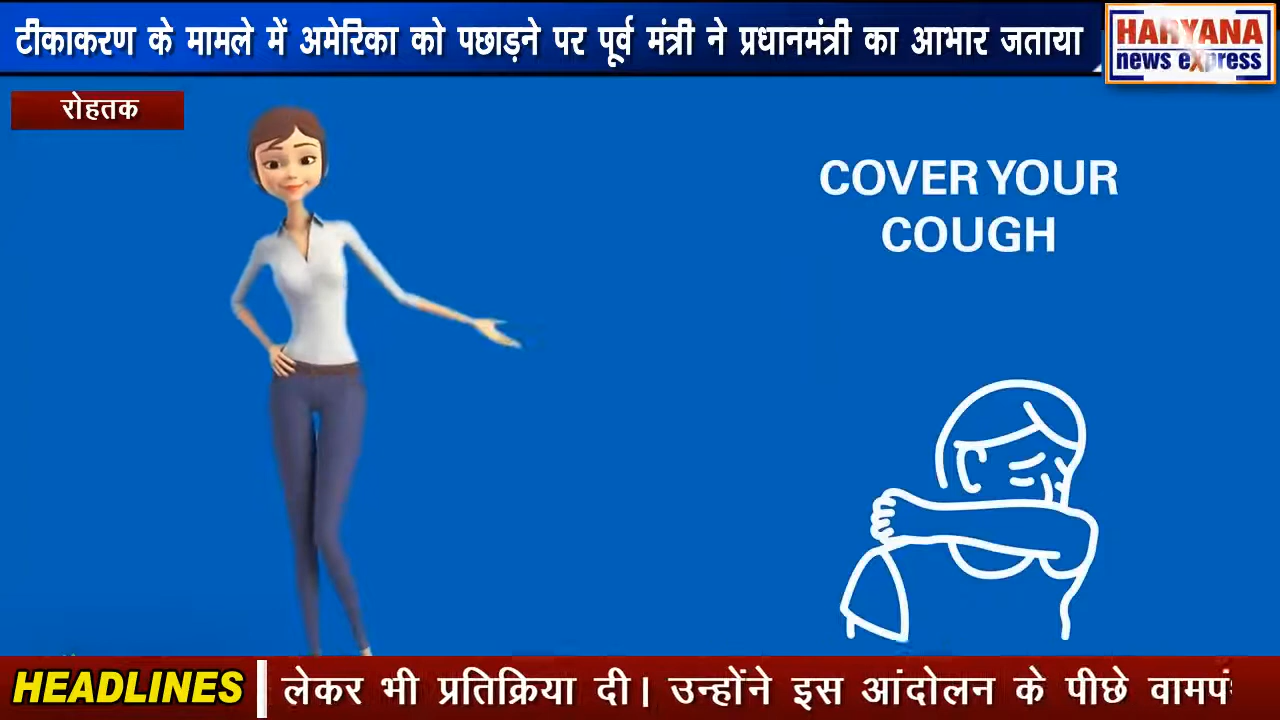 टीकाकरण के मामले में अमेरिका को पछाड़ने पर पूर्व मंत्री ने प्रधानमंत्री का आभार जताया
HARYANA
news express
रोहतक
COVER YOUR
COUGH
HEADLINES
लेकर भी प्रतिक्रिया दी। उन्होंने इस आंदोलन के पीछे